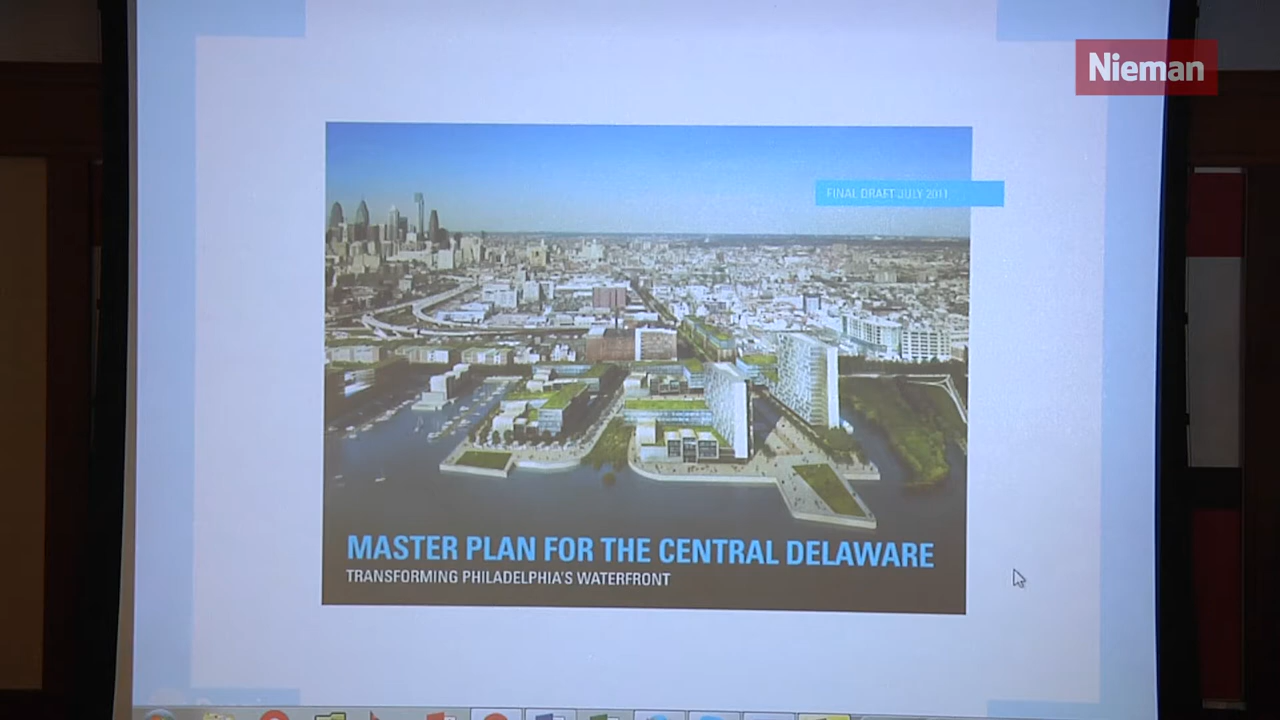 Nieman
FINAL DRAFT JULY 2011
MASTER PLAN FOR THE CENTRAL DELAWARE
TRANSFORMING PHILADELPHIA'S WATERFRONT